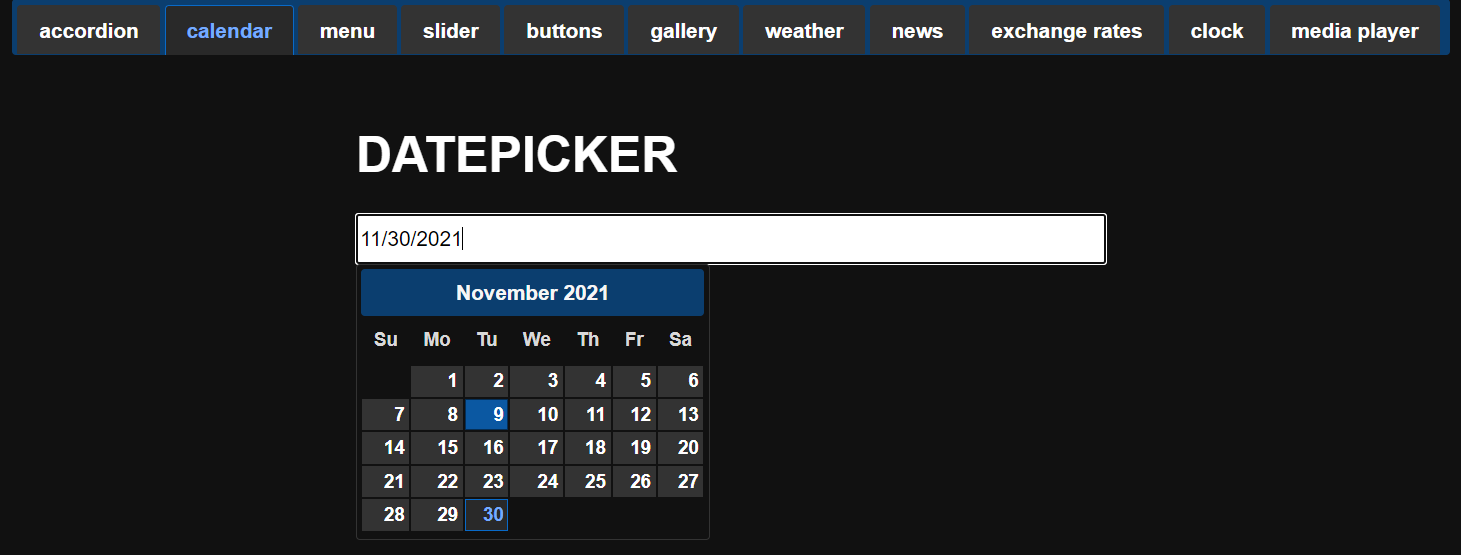 accordion calendar menu slider buttons gallery weather news exchange rates clock media player
DATEPICKER
11/30/2021
November 2021
Su Mo Tu We Th Fr Sa
1 2 3 4 5 6
7 8 9 10 11 12 13
14 15 16 17 18 19 20
21 22 23 24 25 26 27
28 29 30